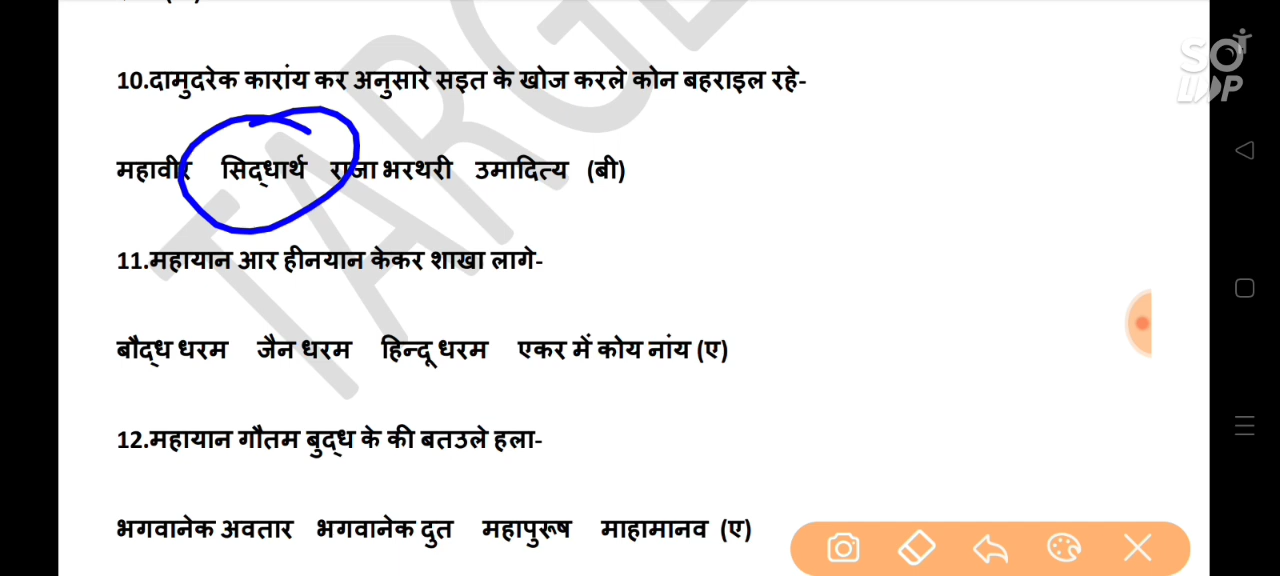 10.दामुदरेक कारांय कर अनुसारे सइत के खोज करले कोन बहराइल रहे-
महावीर सिद्धार्थ राजा भरथरी उमादित्य (बी)
11.महायान आर हीनयान केकर शाखा लागे-
बौद्ध धरम जैन धरम हिन्दू धरम एकर में कोय नांय (ए)
12.महायान गौतम बुद्ध के की बतउले हला-
भगवानेक अवतार भगवानेक दुत महापुरूष माहामानव (ए)
TARGE